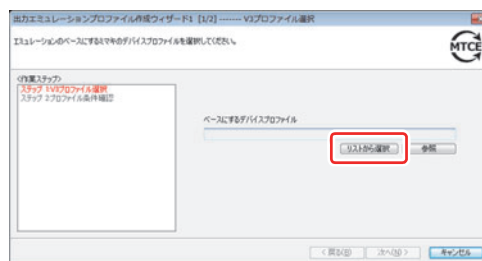 出力エミュレーションプロファイル作成ウィザード1 [1/2] ------- V3プロファイル選択
エミュレーションのベースにするミマキのデバイスプロファイルを選択してください。
MTCE
<作業ステップ>
ステップ 1:V3プロファイル選択
ステップ 2:プロファイル条件確認
ベースにするデバイスプロファイル
リストから選択
参照
< 戻る(B)
次へ(N) >
キャンセル